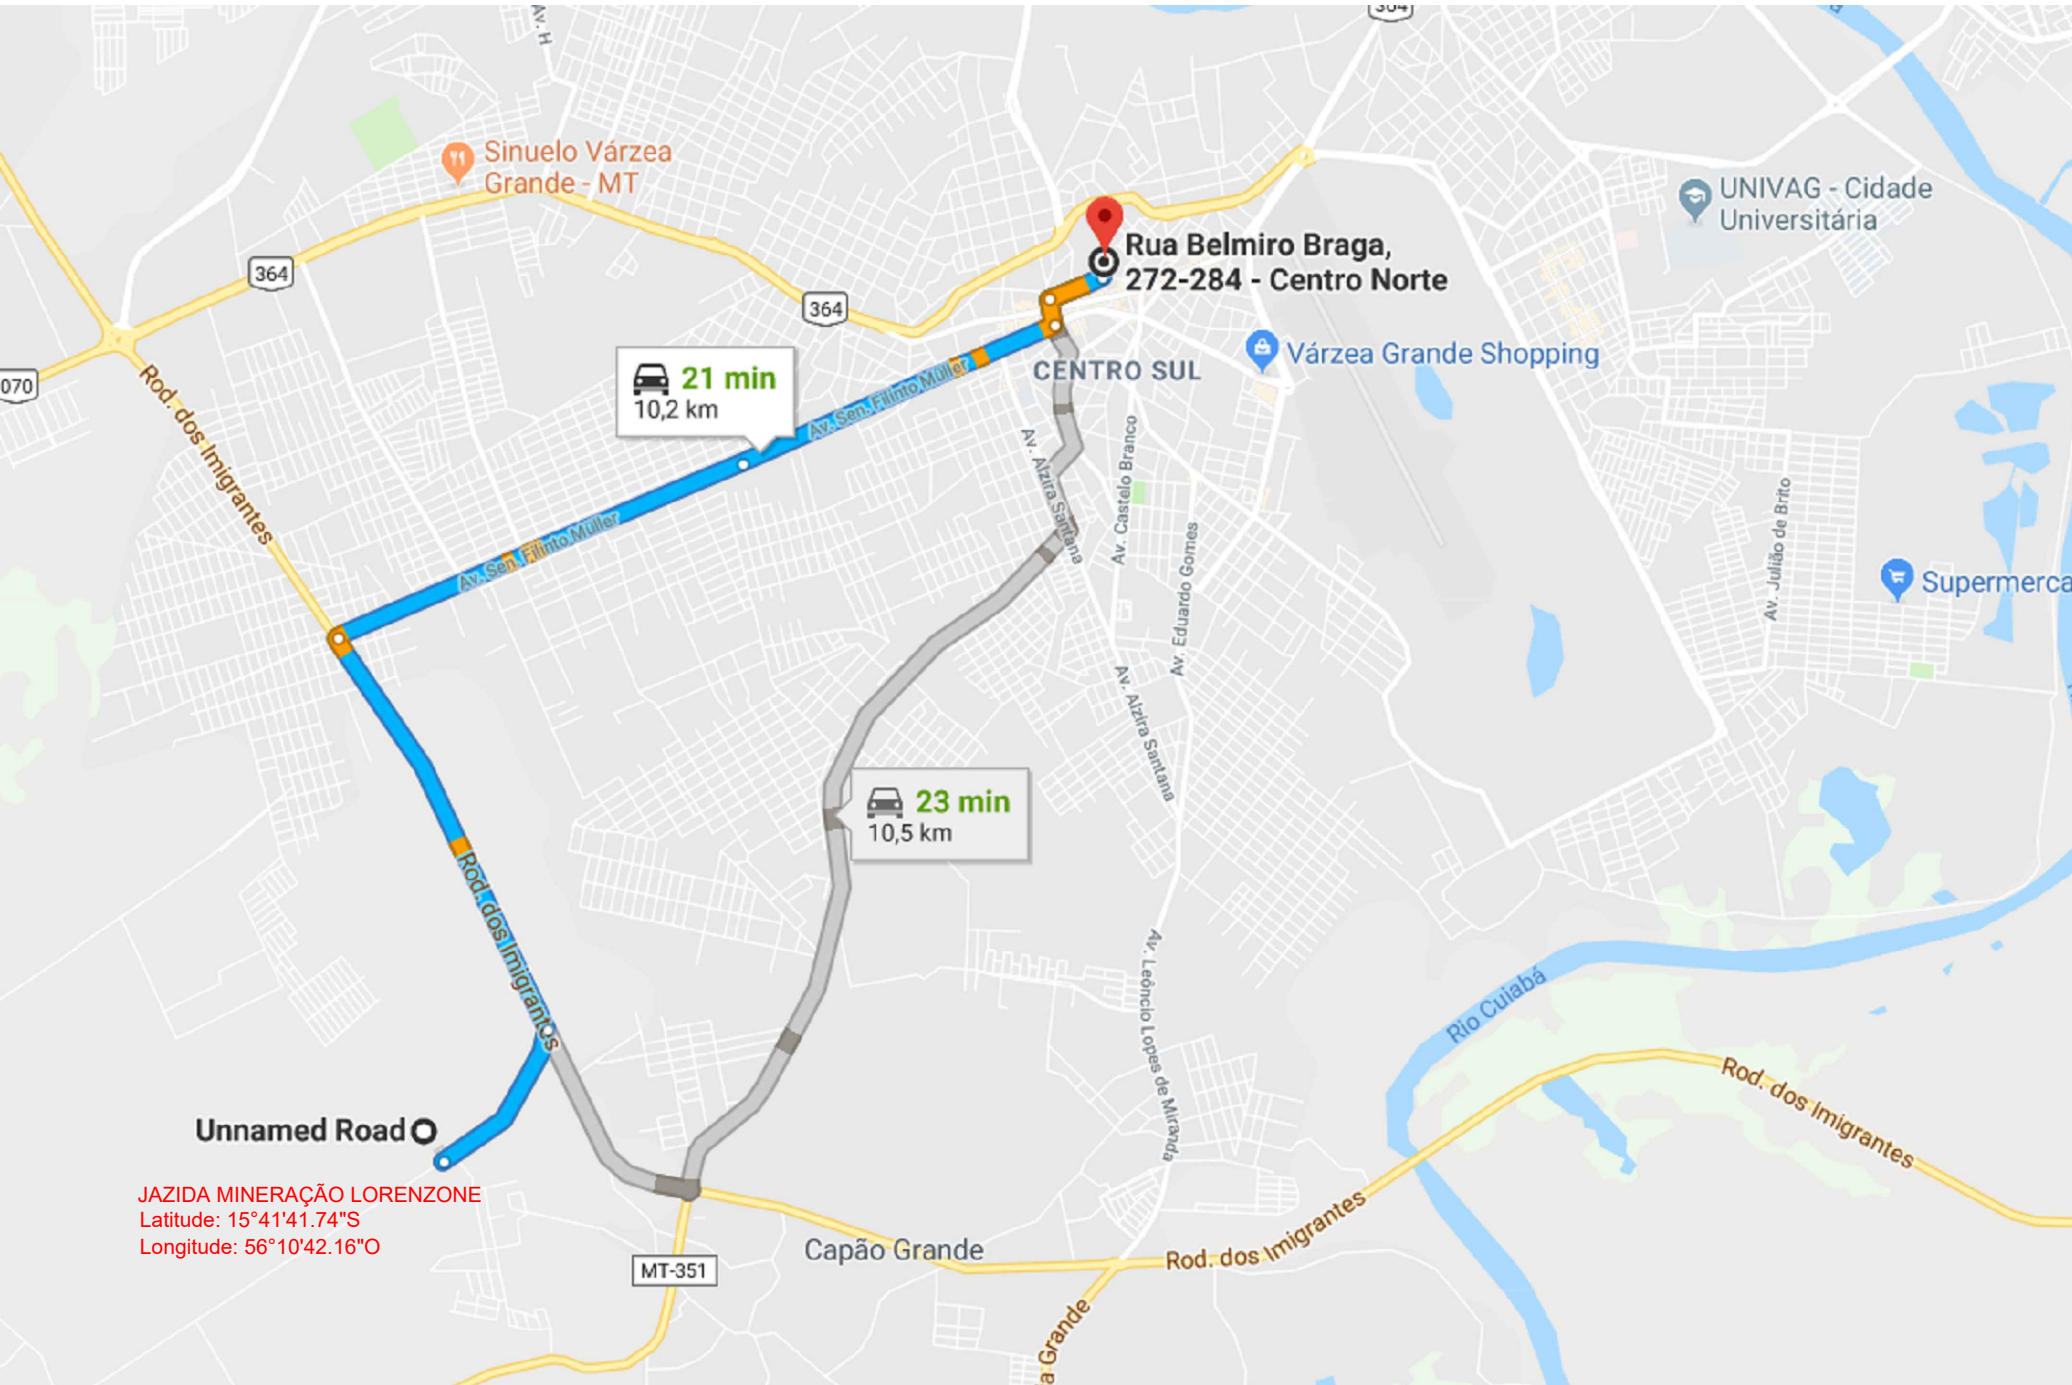 Av. H
364
Sinuelo Várzea
Grande - MT
UNIVAG - Cidade
Universitária
364
Rua Belmiro Braga,
272-284 - Centro Norte
364
070
Rod. dos Imigrantes
21 min
10,2 km
Av. Sen. Filinto Müller
CENTRO SUL
Várzea Grande Shopping
Av. Sen. Filinto Müller
Av. Alzira Santana
Av. Castelo Branco
Av. Eduardo Gomes
Av. Julião de Brito
Supermerca
Av. Alzira Santana
23 min
10,5 km
Rod. dos Imigrantes
Av. Leôncio Lopes de Miranda
Rio Cuiabá
Rod. dos Imigrantes
Unnamed Road
JAZIDA MINERAÇÃO LORENZONE
Latitude: 15°41'41.74"S
Longitude: 56°10'42.16"O
Capão Grande
Rod. dos Imigrantes
MT-351
a Grande